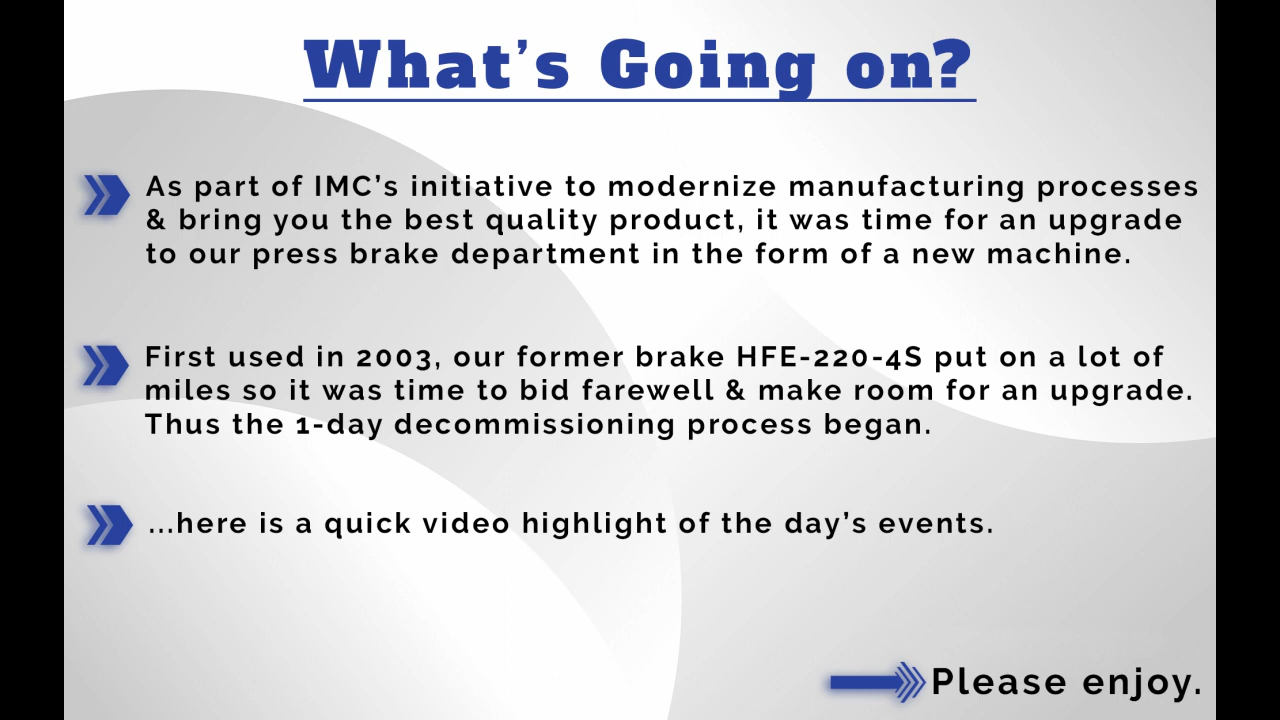 What's Going on?
As part of IMC's initiative to modernize manufacturing processes
& bring you the best quality product, it was time for an upgrade
to our press brake department in the form of a new machine.
First used in 2003, our former brake HFE-220-4S put on a lot of
miles so it was time to bid farewell & make room for an upgrade.
Thus the 1-day decommissioning process began.
...here is a quick video highlight of the day's events.
Please enjoy.